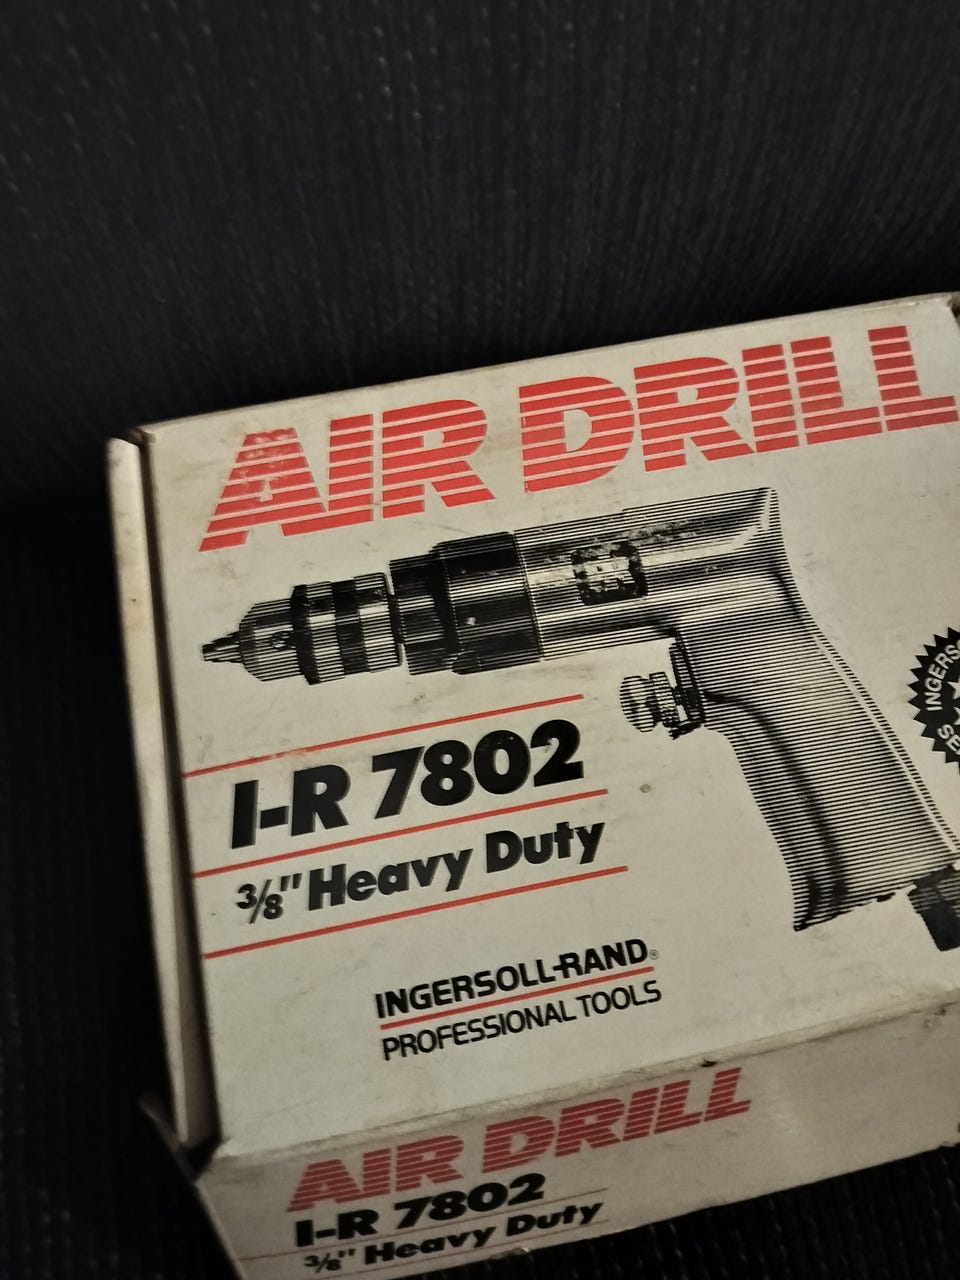 AIR DRILL
I-R 7802
3/8" Heavy Duty
INGERSOLL-RAND®
PROFESSIONAL TOOLS
AIR DRILL
I-R 7802
3/8" Heavy Duty